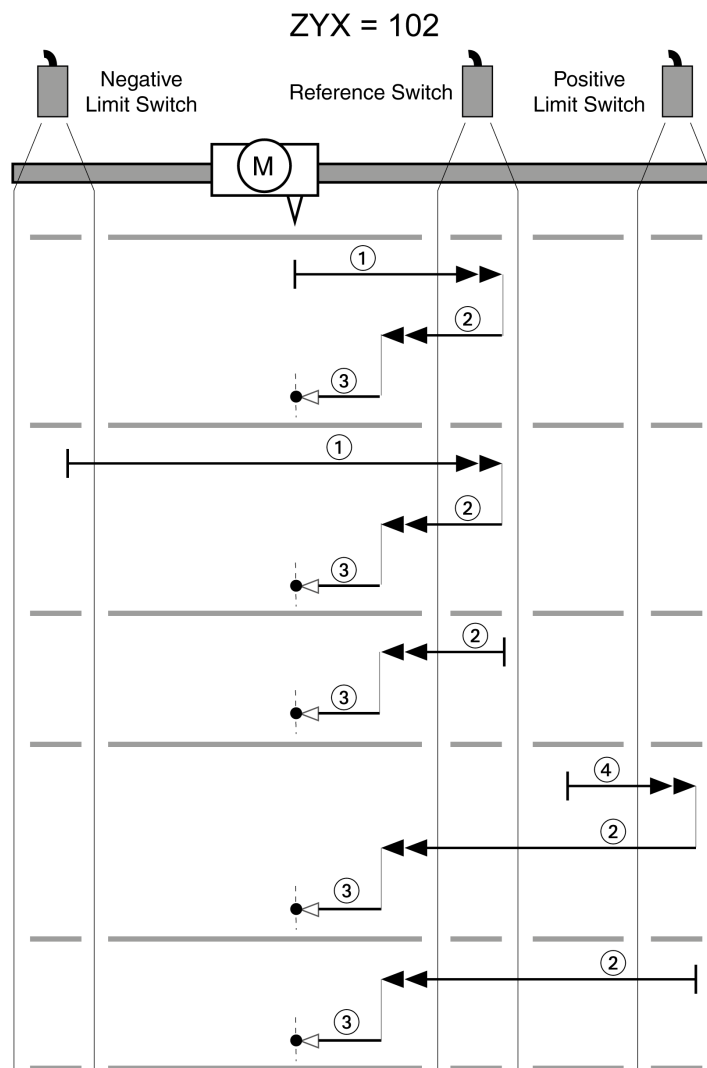 ZYX = 102
Negative
Limit Switch
Reference Switch
Positive
Limit Switch
M
1
2
3
1
2
3
2
3
4
2
3
2
3